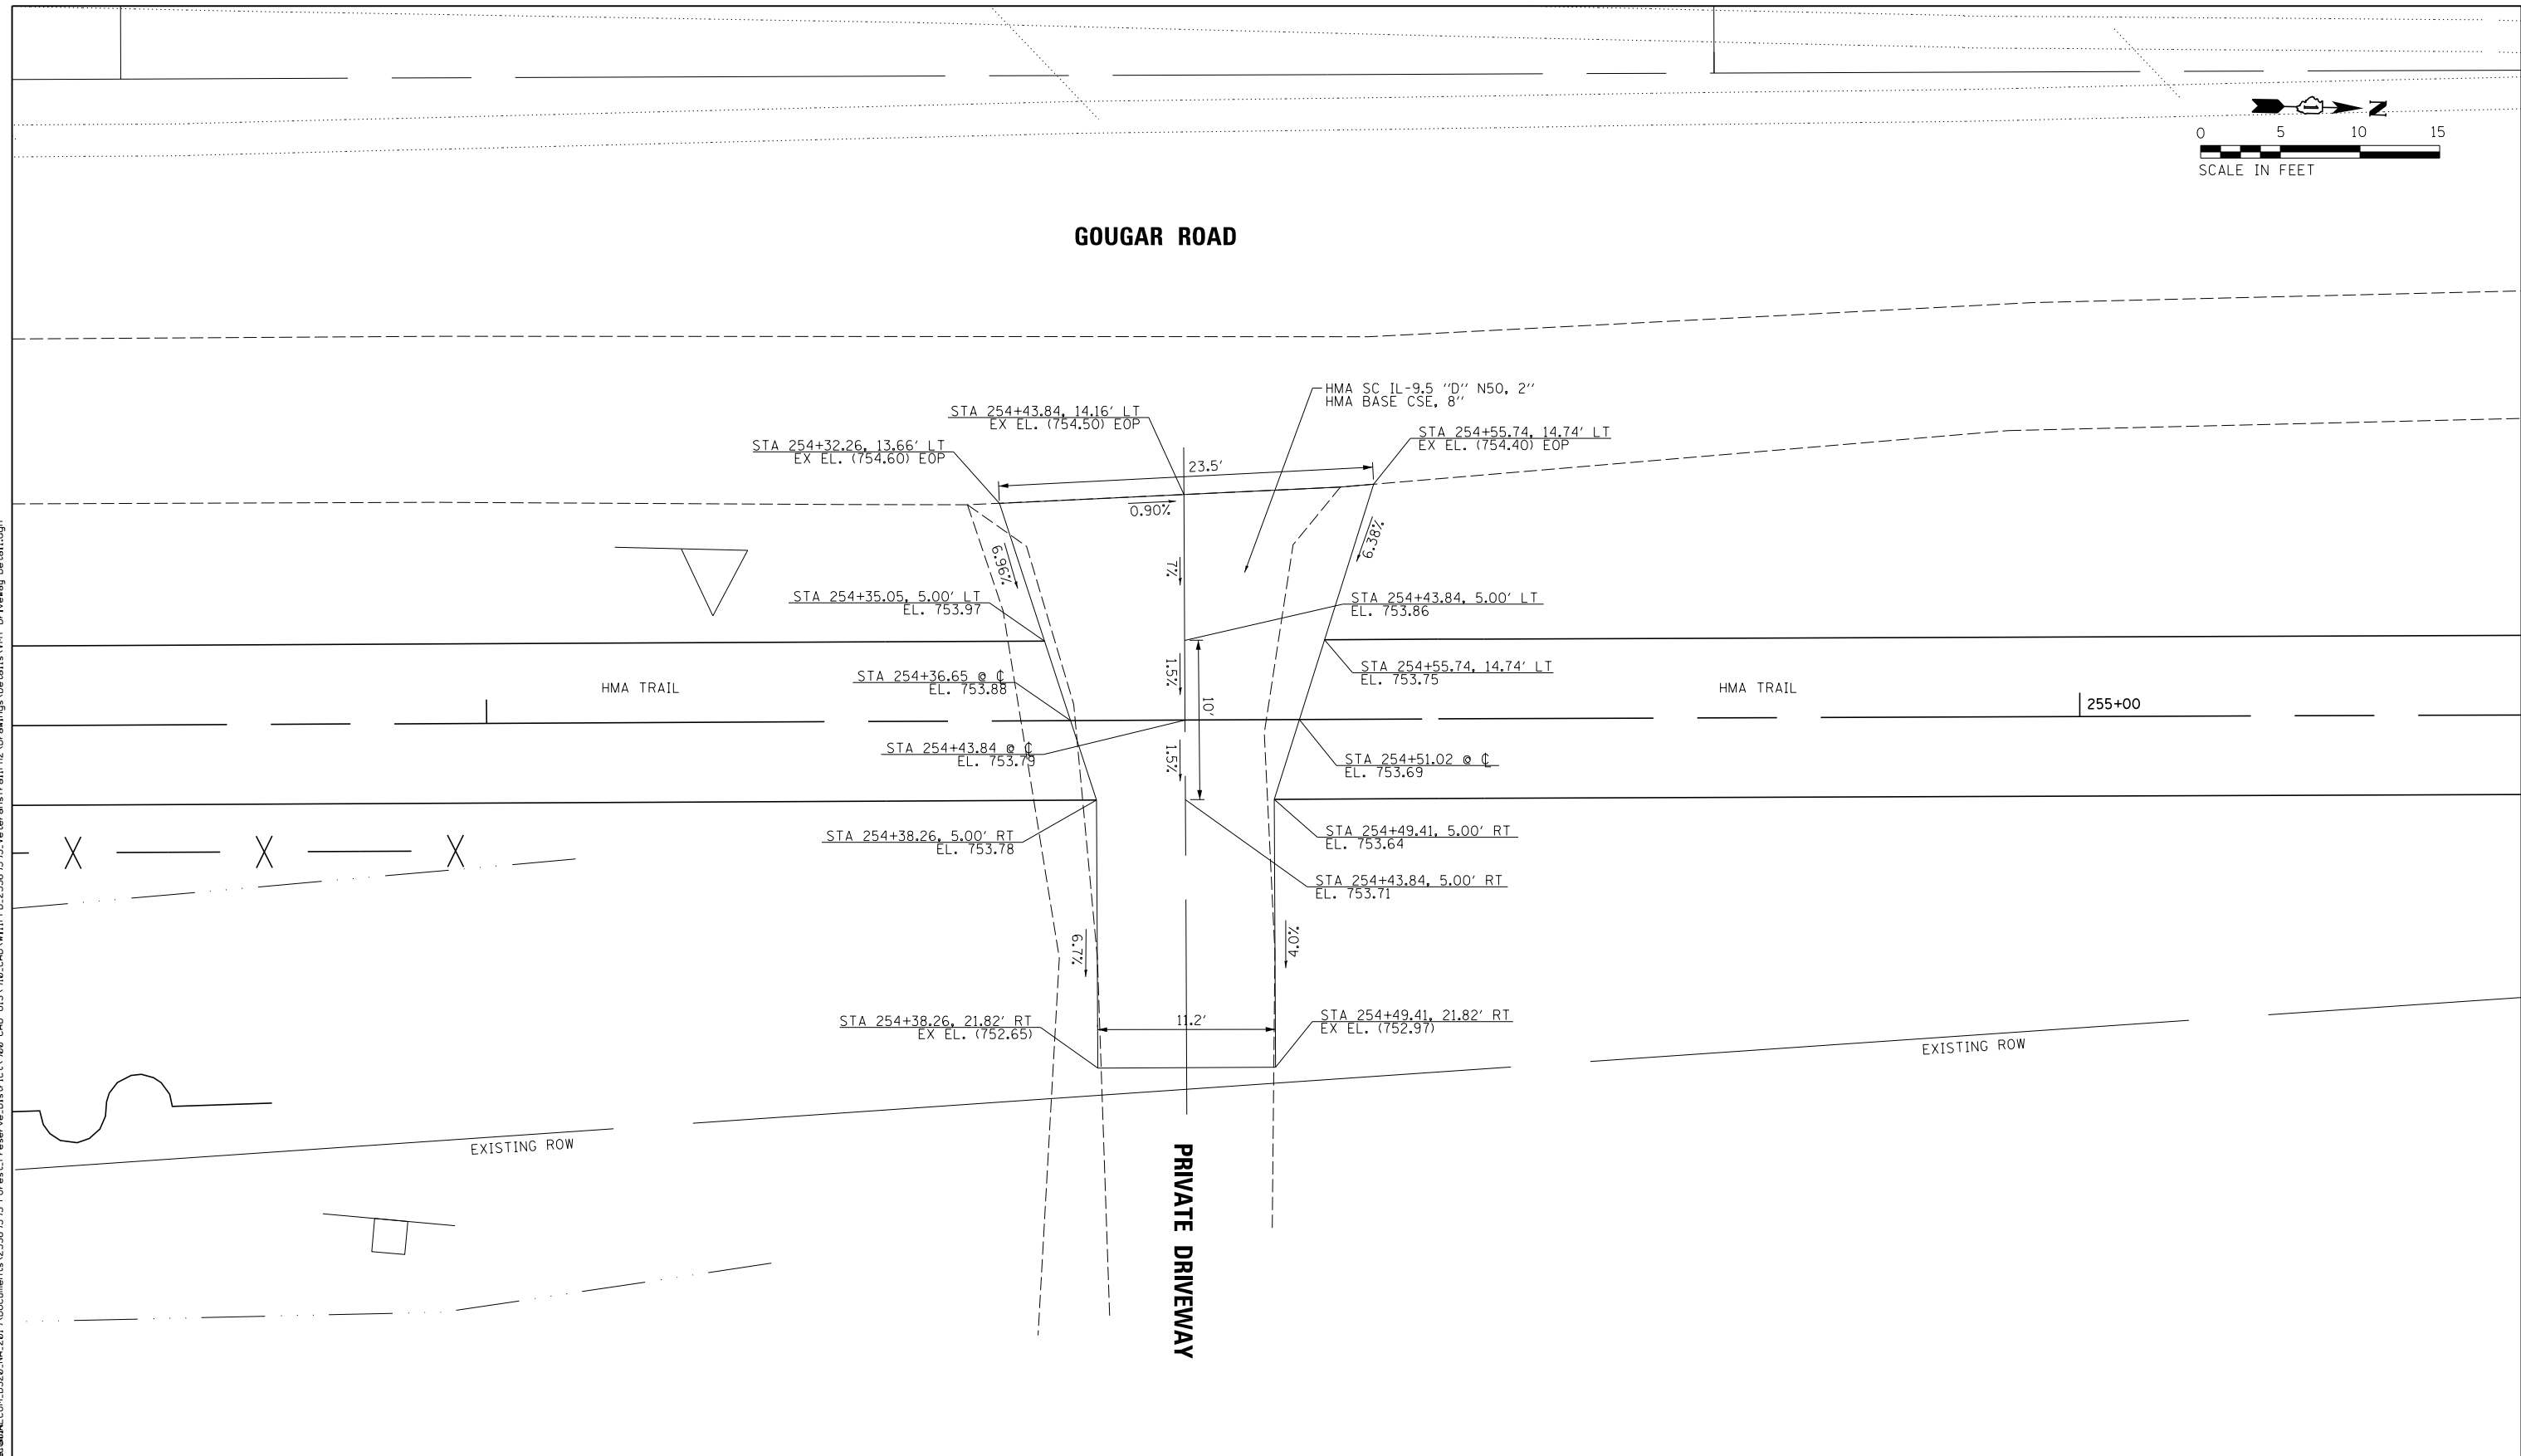 N
0 5 10 15
SCALE IN FEET
GOUGAR ROAD
HMA SC IL-9.5 "D" N50, 2"
HMA BASE CSE, 8"
STA 254+43.84, 14.16' LT
EX EL. (754.50) EOP
STA 254+32.26, 13.66' LT
EX EL. (754.60) EOP
STA 254+55.74, 14.74' LT
EX EL. (754.40) EOP
23.5'
0.90%
6.96%
7%
6.38%
STA 254+35.05, 5.00' LT
EL. 753.97
STA 254+43.84, 5.00' LT
EL. 753.86
1.5%
STA 254+55.74, 14.74' LT
EL. 753.75
STA 254+36.65 @ ℄
EL. 753.88
HMA TRAIL
HMA TRAIL
10'
255+00
STA 254+43.84 @ ℄
EL. 753.79
1.5%
STA 254+51.02 @ ℄
EL. 753.69
STA 254+38.26, 5.00' RT
EL. 753.78
STA 254+49.41, 5.00' RT
EL. 753.64
STA 254+43.84, 5.00' RT
EL. 753.71
6.7%
4.0%
STA 254+38.26, 21.82' RT
EX EL. (752.65)
11.2'
STA 254+49.41, 21.82' RT
EX EL. (752.97)
EXISTING ROW
EXISTING ROW
PRIVATE DRIVEWAY